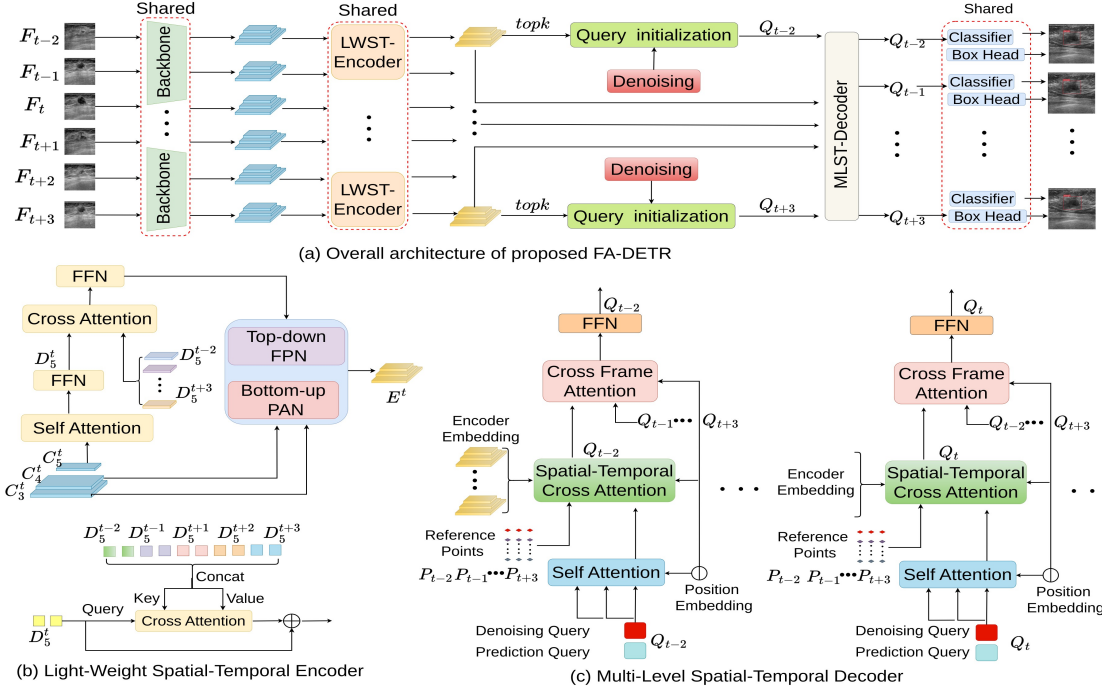 Shared
Shared
Shared
F_{t-2}
Backbone
LWST-
Encoder
topk
Query initialization
Q_{t-2}
Q_{t-2}
Classifier
Box Head
F_{t-1}
Denoising
Q_{t-1}
Classifier
Box Head
F_t
F_{t+1}
MLST-Decoder
F_{t+2}
Backbone
LWST-
Encoder
Denoising
Classifier
F_{t+3}
topk
Query initialization
Q_{t+3}
Q_{t+3}
Box Head
(a) Overall architecture of proposed FA-DETR
FFN
Cross Attention
D_5^t
FFN
D_5^{t-2}
D_5^{t+3}
Self Attention
C_5^t
C_4^t
C_3^t
Top-down
FPN
Bottom-up
PAN
E^t
D_5^{t-2} D_5^{t-1} D_5^{t+1} D_5^{t+2} D_5^{t+3}
Concat
Key
Value
Query
Cross Attention
D_5^t
(b) Light-Weight Spatial-Temporal Encoder
Q_{t-2}
FFN
Cross Frame
Attention
Q_{t-1} ••• Q_{t+3}
Encoder
Embedding
Q_{t-2}
Spatial-Temporal
Cross Attention
Reference
Points
P_{t-2} P_{t-1} ••• P_{t+3}
Self Attention
Position
Embedding
Denoising Query
Prediction Query
Q_{t-2}
Q_t
FFN
Cross Frame
Attention
Q_{t-2} ••• Q_{t+3}
Q_t
Encoder
Embedding
Spatial-Temporal
Cross Attention
Reference
Points
P_{t-2} P_{t-1} ••• P_{t+3}
Self Attention
Position
Embedding
Denoising Query
Prediction Query
Q_t
(c) Multi-Level Spatial-Temporal Decoder